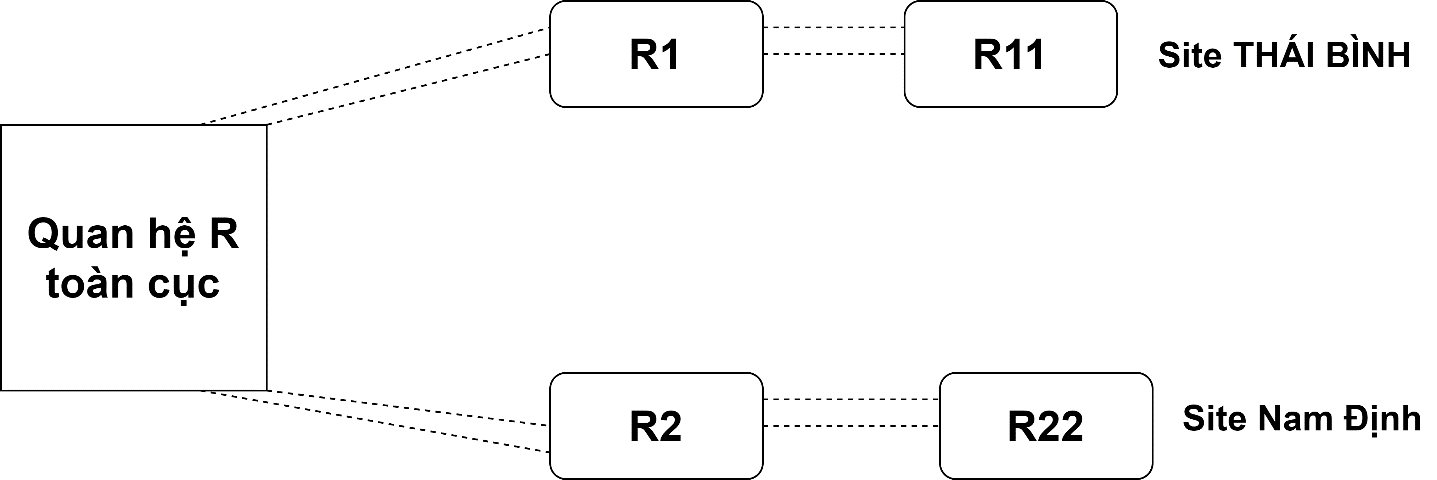 R1
R11
Site THÁI BÌNH
Quan hệ R
toàn cục
R2
R22
Site Nam Định